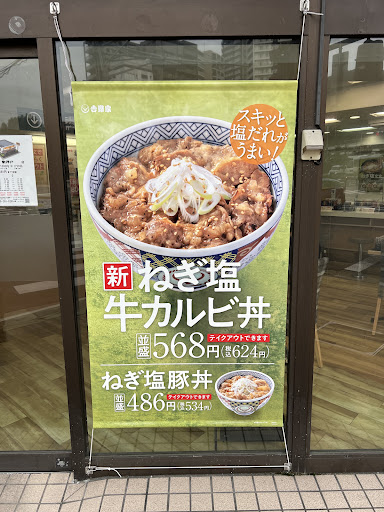 吉野家
スキッと
塩だれが
うまい!
新 ねぎ塩
牛カルビ丼
並盛 568円(税込624円) テイクアウトできます
ねぎ塩豚丼
並盛 486円(税込534円) テイクアウトできます